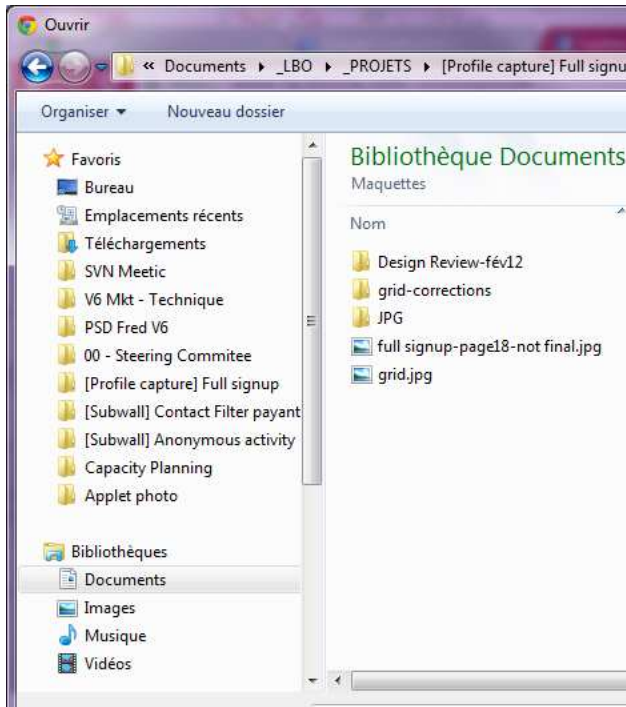 Ouvrir
« Documents ▸ _LBO ▸ _PROJETS ▸ [Profile capture] Full signu
Organiser ▾ Nouveau dossier
Favoris
Bureau
Emplacements récents
Téléchargements
SVN Meetic
V6 Mkt - Technique
PSD Fred V6
00 - Steering Commitee
[Profile capture] Full signup
[Subwall] Contact Filter payant
[Subwall] Anonymous activity
Capacity Planning
Applet photo
Bibliothèques
Documents
Images
Musique
Vidéos
Bibliothèque Documents
Maquettes
Nom
Design Review-fév12
grid-corrections
JPG
full signup-page18-not final.jpg
grid.jpg